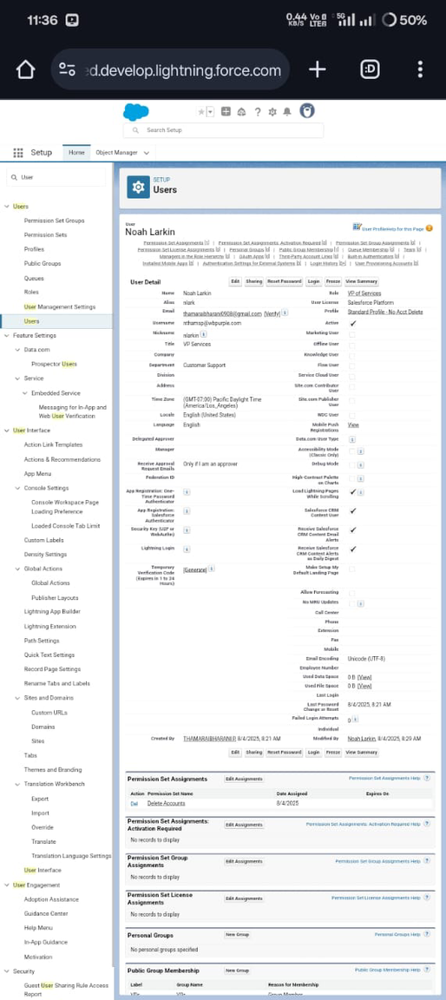 11:36
0.44 KB/S Vo LTE 5G 50%
d.develop.lightning.force.com
:D
Search Setup
Setup Home Object Manager
User
SETUP
Users
Users
Permission Set Groups
Permission Sets
Profiles
Public Groups
Queues
Roles
User Management Settings
Users
Feature Settings
Data.com
Prospector Users
Service
Embedded Service
Messaging for In-App and
Web User Verification
User Interface
Action Link Templates
Actions & Recommendations
App Menu
Console Settings
Console Workspace Page
Loading Preference
Loaded Console Tab Limit
Custom Labels
Density Settings
Global Actions
Global Actions
Publisher Layouts
Lightning App Builder
Lightning Extension
Path Settings
Quick Text Settings
Record Page Settings
Rename Tabs and Labels
Sites and Domains
Custom URLs
Domains
Sites
Tabs
Themes and Branding
Translation Workbench
Export
Import
Override
Translate
Translation Language Settings
User Interface
User Engagement
Adoption Assistance
Guidance Center
Help Menu
In-App Guidance
Motivation
Security
Guest User Sharing Rule Access
Report
User
Noah Larkin
User Profile Help for this Page
Permission Set Assignments | Permission Set Assignments: Activation Required | Permission Set Group Assignments |
Permission Set License Assignments | Personal Groups | Public Group Membership | Queue Membership | Team |
Managers in the Role Hierarchy | OAuth Apps | Third-Party Account Links | Built-in Authenticators |
Installed Mobile Apps | Authentication Settings for External Systems | Login History | User Provisioning Accounts
User Detail Edit Sharing Reset Password Login Freeze View Summary
Name Noah Larkin Role VP of Services
Alias nlark User License Salesforce Platform
Email (Verify) Profile Standard Profile - No Acct Delete
Username nthamsp@wbpurple.com Active
Nickname nlarkin Marketing User
Title VP Services Offline User
Company Knowledge User
Department Customer Support Flow User
Division Service Cloud User
Address Site.com Contributor
User
Time Zone (GMT-07:00) Pacific Daylight Time
(America/Los_Angeles) Site.com Publisher
User
Locale English (United States) WDC User
Language English Mobile Push
Registrations View
Delegated Approver Data.com User Type
Manager Accessibility Mode
(Classic Only)
Receive Approval
Request Emails Only if I am an approver Debug Mode
Federation ID High-Contrast Palette
on Charts
App Registration: One-
Time Password
Authenticator Load Lightning Pages
While Scrolling
App Registration:
Salesforce
Authenticator Salesforce CRM
Content User
Security Key (U2F or
WebAuthn) Receive Salesforce
CRM Content Email
Alerts
Lightning Login Receive Salesforce
CRM Content Alerts
as Daily Digest
Temporary
Verification Code
(Expires in 1 to 24
Hours) [Generate] Make Setup My
Default Landing Page
Allow Forecasting
No MRU Updates
Call Center
Phone
Extension
Fax
Mobile
Email Encoding Unicode (UTF-8)
Employee Number
Used Data Space 0 B [View]
Used File Space 0 B [View]
Last Login
Last Password
Change or Reset 8/4/2025, 8:21 AM
Failed Login Attempts 0
Individual
Created By THAMARAIBHARANI P, 8/4/2025, 8:21 AM Modified By Noah Larkin, 8/4/2025, 8:29 AM
Edit Sharing Reset Password Login Freeze View Summary
Permission Set Assignments Edit Assignments Permission Set Assignments Help
Action Permission Set Name Date Assigned Expires On
Del Delete Accounts 8/4/2025
Permission Set Assignments:
Activation Required Edit Assignments Permission Set Assignments: Activation Required Help
No records to display
Permission Set Group
Assignments Edit Assignments Permission Set Group Assignments Help
No records to display
Permission Set License
Assignments Edit Assignments Permission Set License Assignments Help
No records to display
Personal Groups New Group Personal Groups Help
No personal groups specified
Public Group Membership New Group Public Group Membership Help
Label Group Name Reason for Member